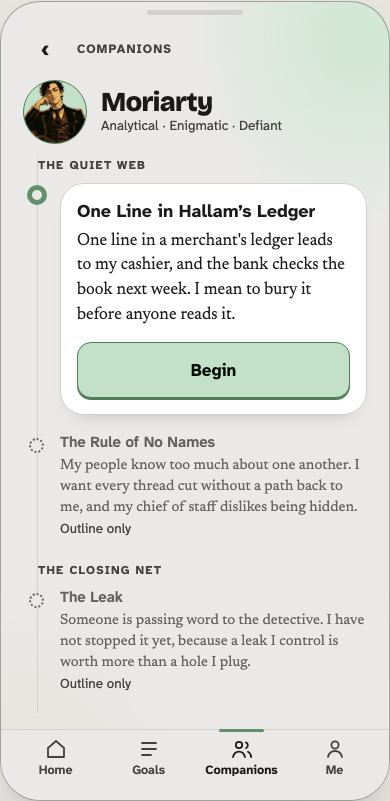 COMPANIONS
Moriarty
Analytical · Enigmatic · Defiant
THE QUIET WEB
One Line in Hallam’s Ledger
One line in a merchant's ledger leads
to my cashier, and the bank checks the
book next week. I mean to bury it
before anyone reads it.
Begin
The Rule of No Names
My people know too much about one another. I
want every thread cut without a path back to
me, and my chief of staff dislikes being hidden.
Outline only
THE CLOSING NET
The Leak
Someone is passing word to the detective. I have
not stopped it yet, because a leak I control is
worth more than a hole I plug.
Outline only
Home
Goals
Companions
Me